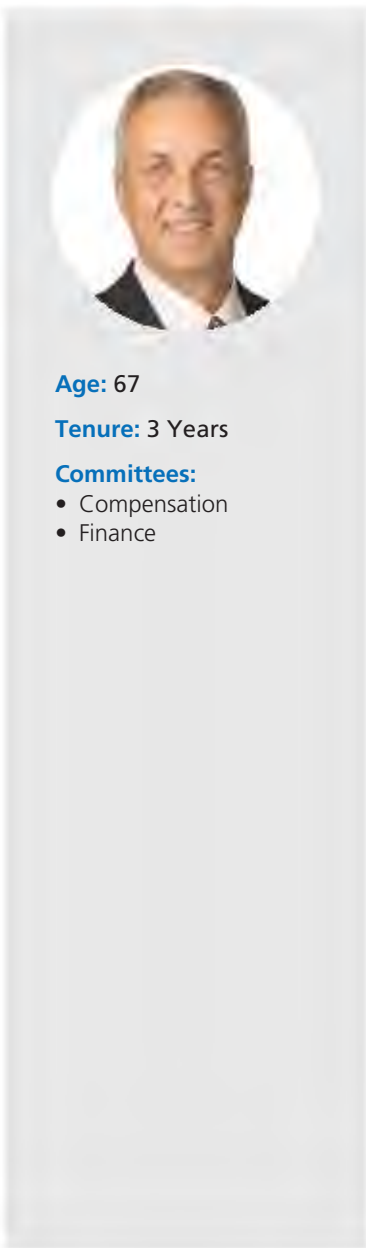 Age: 67
Tenure: 3 Years
Committees:
• Compensation
• Finance